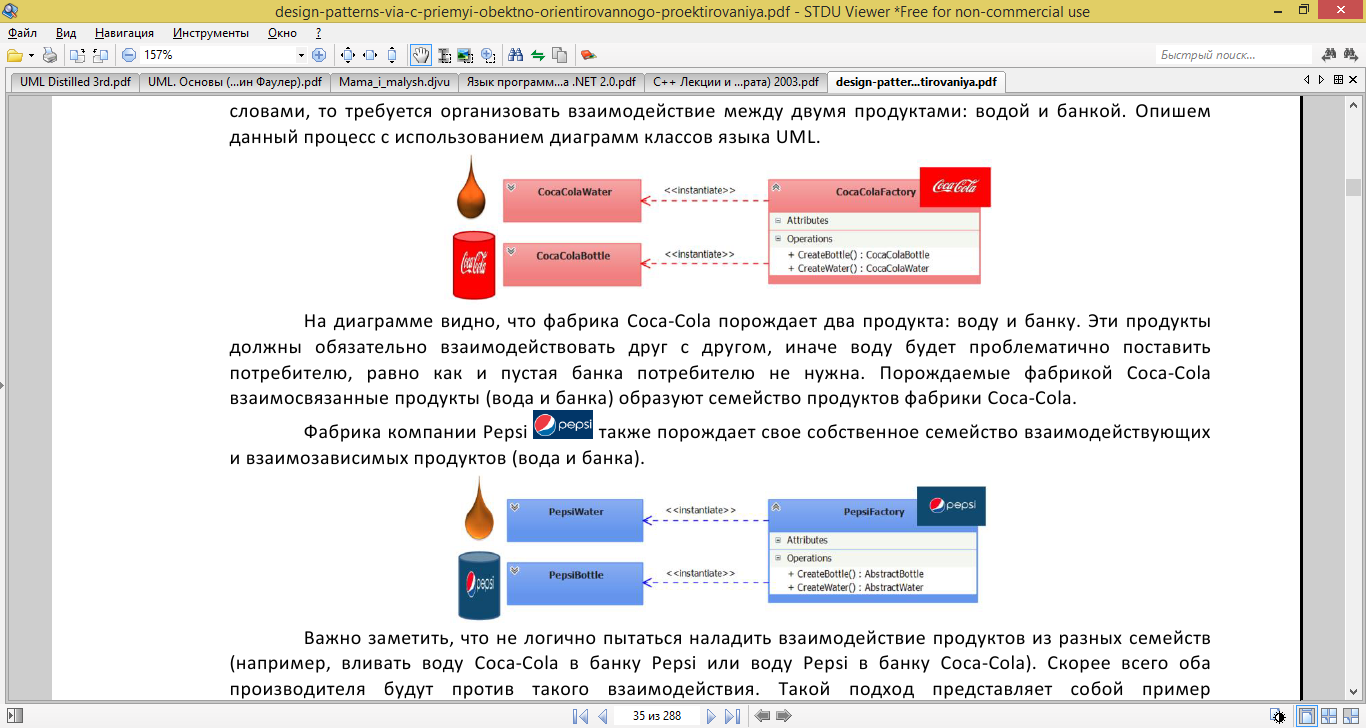 design-patterns-via-c-priemyi-obektno-orientirovannogo-proektirovaniya.pdf - STDU Viewer *Free for non-commercial use
Файл Вид Навигация Инструменты Окно ?
157% Быстрый поиск...
UML Distilled 3rd.pdf UML. Основы (...ин Фаулер).pdf Mama_i_malysh.djvu Язык программ...а .NET 2.0.pdf C++ Лекции и ...рата) 2003.pdf design-patter...tirovaniya.pdf
словами, то требуется организовать взаимодействие между двумя продуктами: водой и банкой. Опишем
данный процесс с использованием диаграмм классов языка UML.
CocaColaWater <<instantiate>> CocaColaFactory Coca-Cola
Attributes
Operations
Coca-Cola CocaColaBottle <<instantiate>> + CreateBottle() : CocaColaBottle
+ CreateWater() : CocaColaWater
На диаграмме видно, что фабрика Coca-Cola порождает два продукта: воду и банку. Эти продукты
должны обязательно взаимодействовать друг с другом, иначе воду будет проблематично поставить
потребителю, равно как и пустая банка потребителю не нужна. Порождаемые фабрикой Coca-Cola
взаимосвязанные продукты (вода и банка) образуют семейство продуктов фабрики Coca-Cola.
Фабрика компании Pepsi pepsi также порождает свое собственное семейство взаимодействующих
и взаимозависимых продуктов (вода и банка).
PepsiWater <<instantiate>> PepsiFactory pepsi
Attributes
Operations
pepsi PepsiBottle <<instantiate>> + CreateBottle() : AbstractBottle
+ CreateWater() : AbstractWater
Важно заметить, что не логично пытаться наладить взаимодействие продуктов из разных семейств
(например, вливать воду Coca-Cola в банку Pepsi или воду Pepsi в банку Coca-Cola). Скорее всего оба
производителя будут против такого взаимодействия. Такой подход представляет собой пример
35 из 288